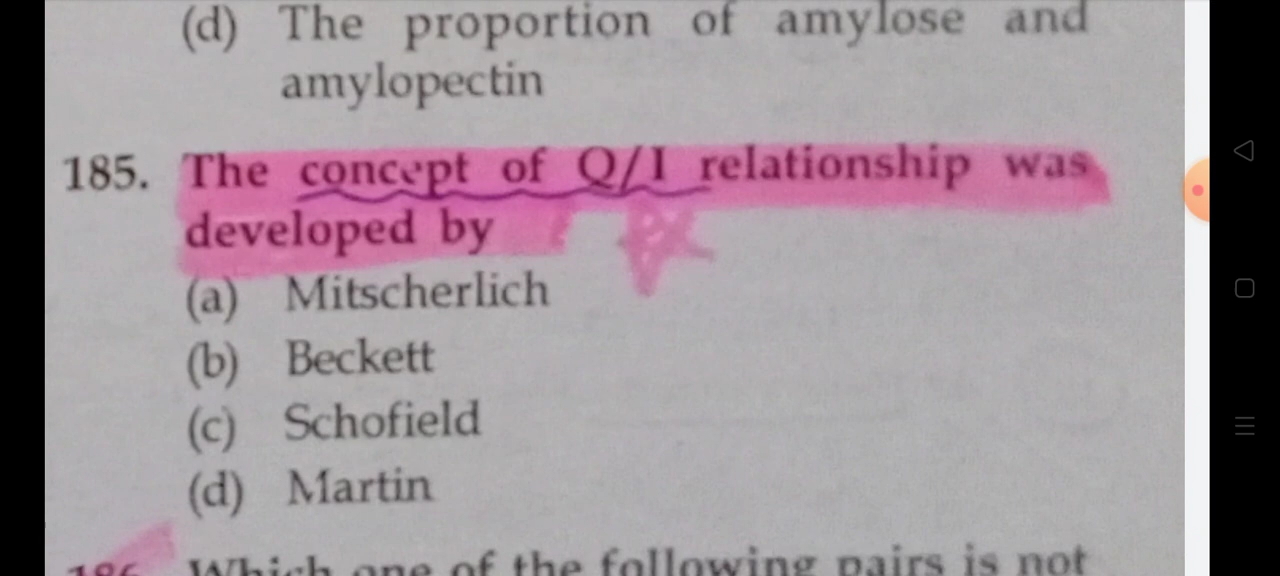 (d) The proportion of amylose and
amylopectin
185. The concept of Q/I relationship was
developed by
(a) Mitscherlich
(b) Beckett
(c) Schofield
(d) Martin
186. Which one of the following pairs is not